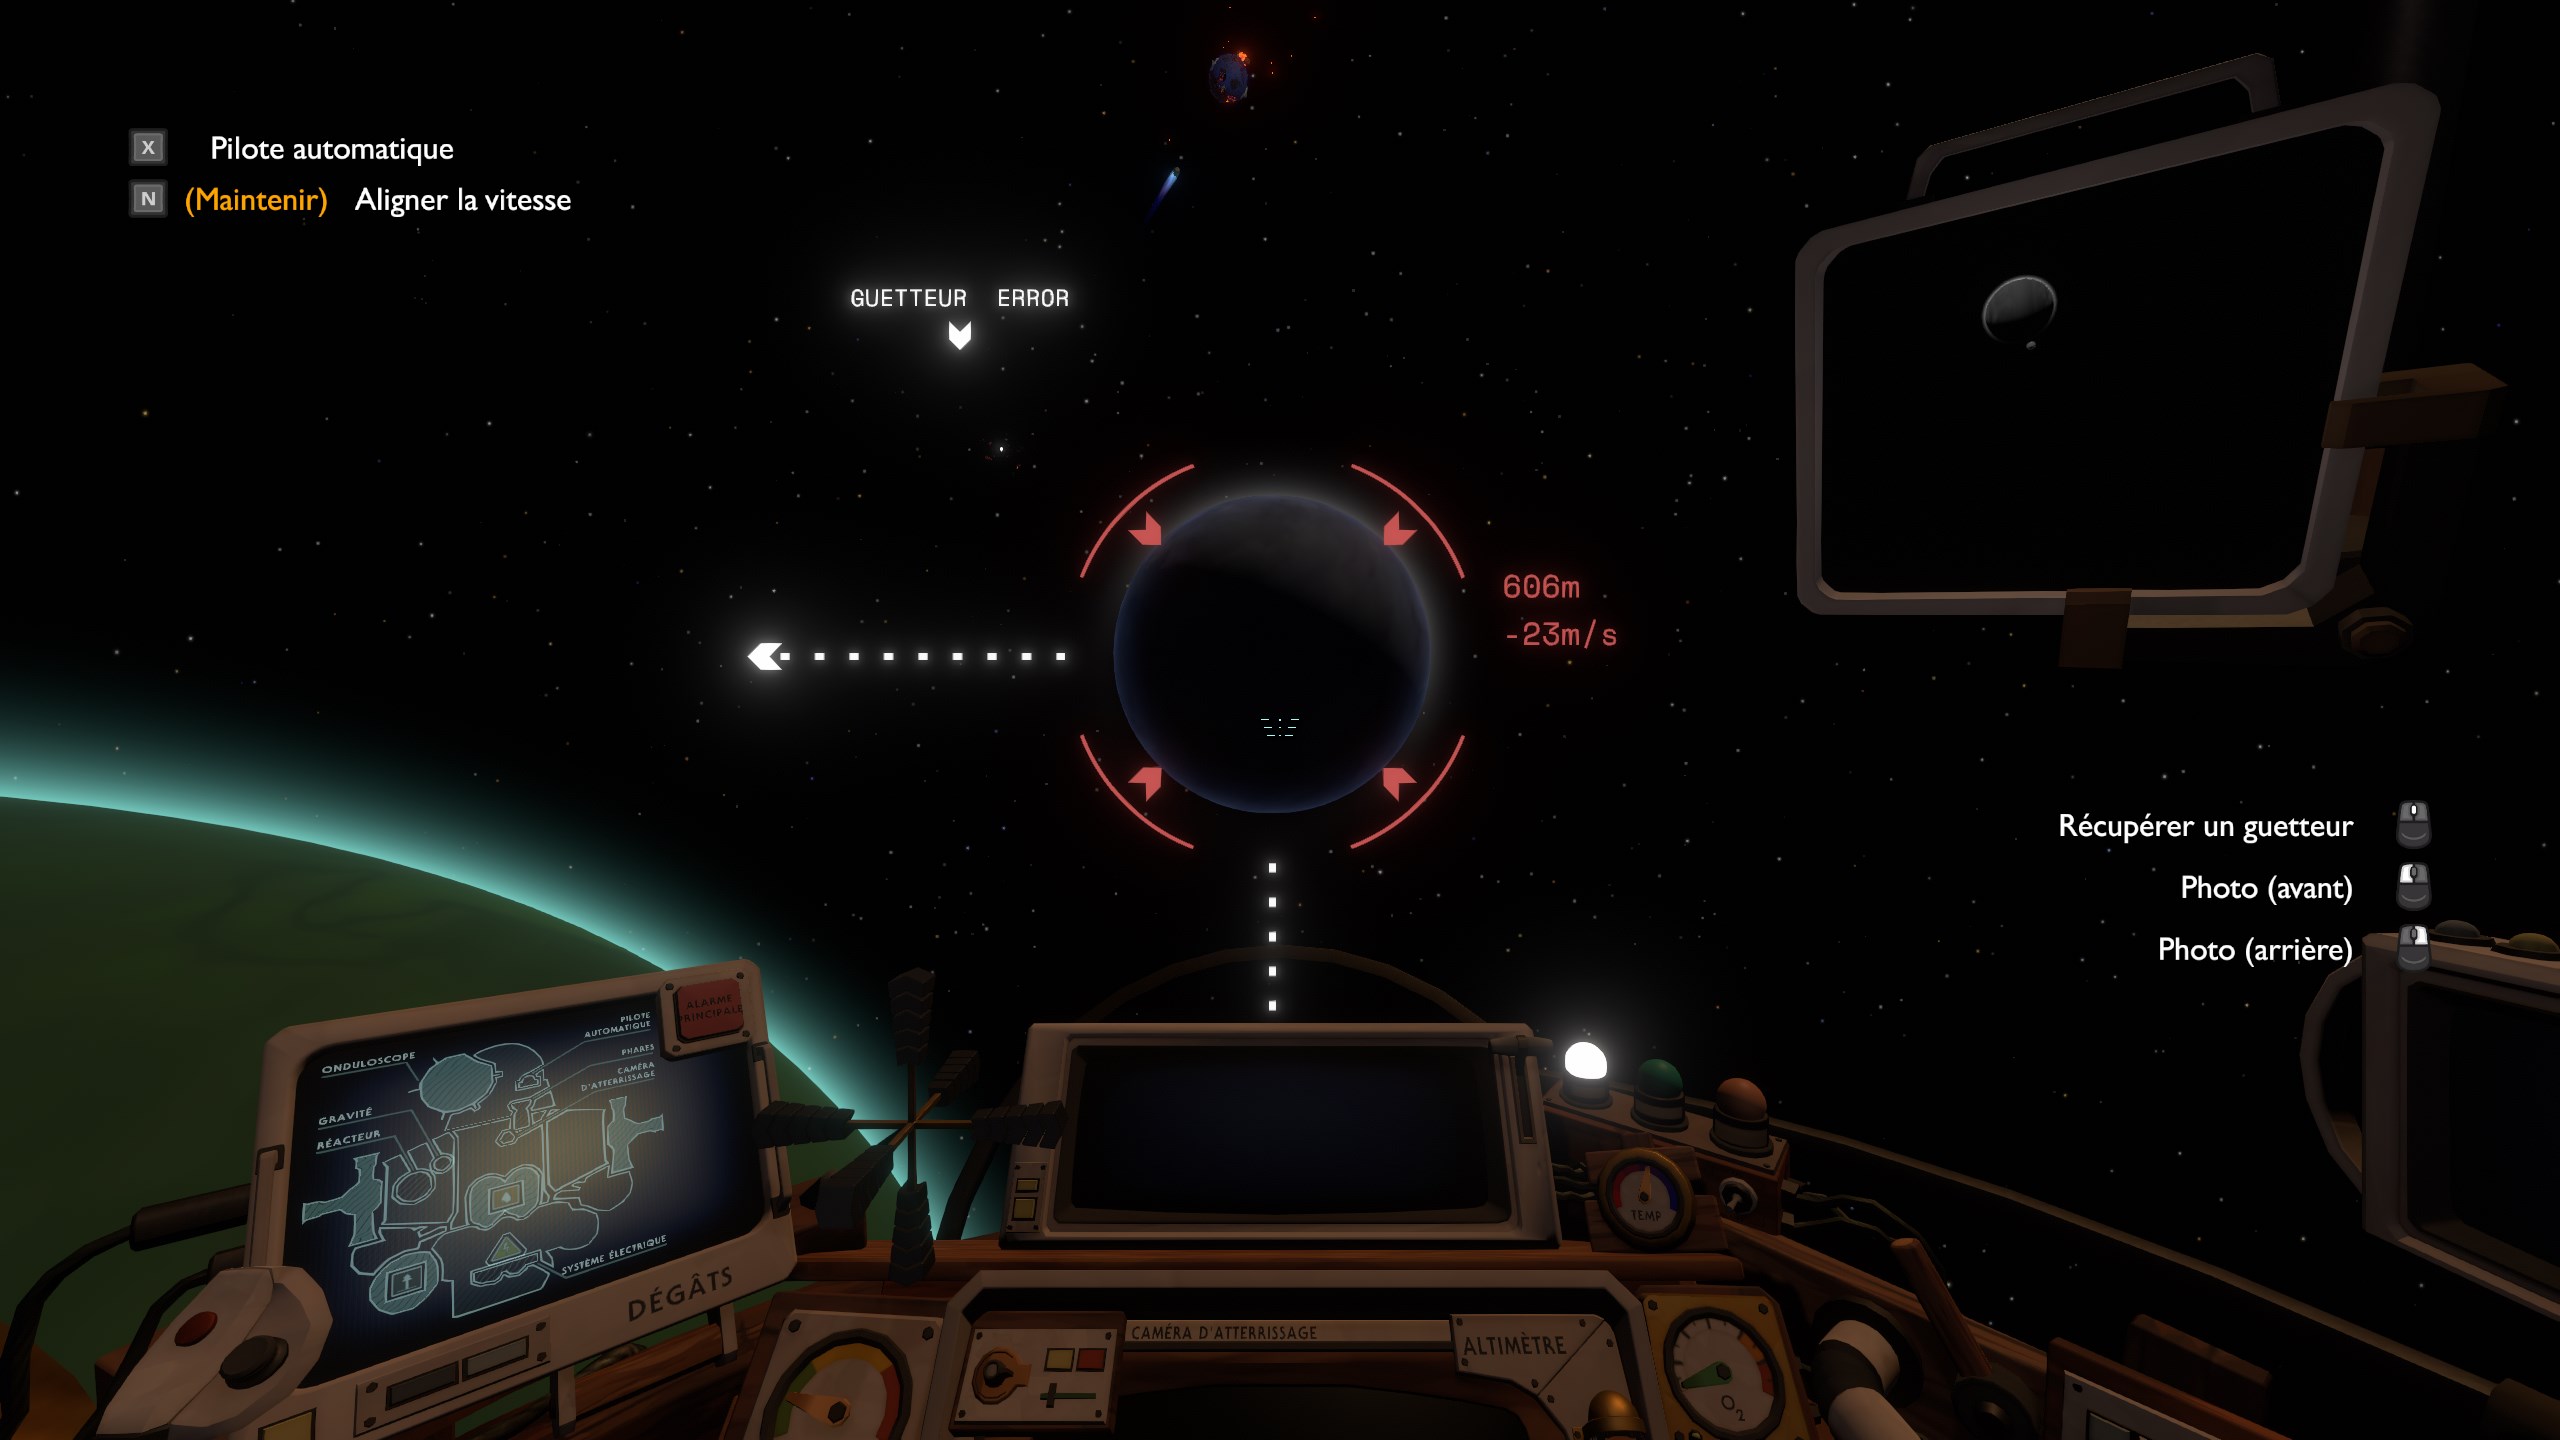 X Pilote automatique
N (Maintenir) Aligner la vitesse
GUETTEUR ERROR
606m
-23m/s
Récupérer un guetteur
Photo (avant)
Photo (arrière)
ALARME
PRINCIPALE
PILOTE
AUTOMATIQUE
ONDULOSCOPE
PHARES
CAMÉRA
D'ATTERRISSAGE
GRAVITÉ
RÉACTEUR
SYSTÈME ÉLECTRIQUE
DÉGÂTS
TEMP
CAMÉRA D'ATTERRISSAGE
ALTIMÈTRE
O2